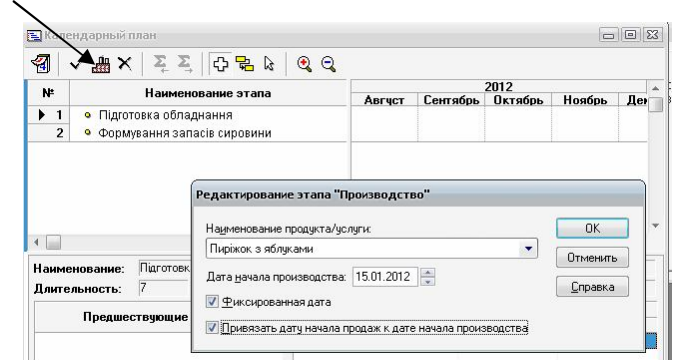 Календарный план
№ Наименование этапа 2012
Август Сентябрь Октябрь Ноябрь
1 Підготовка обладнання
2 Формування запасів сировини
Редактирование этапа "Производство"
Наименование продукта/услуги:
Пиріжок з яблуками
Дата начала производства: 15.01.2012
Фиксированная дата
Привязать дату начала продаж к дате начала производства
OK
Отменить
Справка
Наименование: Підготовк
Длительность: 7
Предшествующие